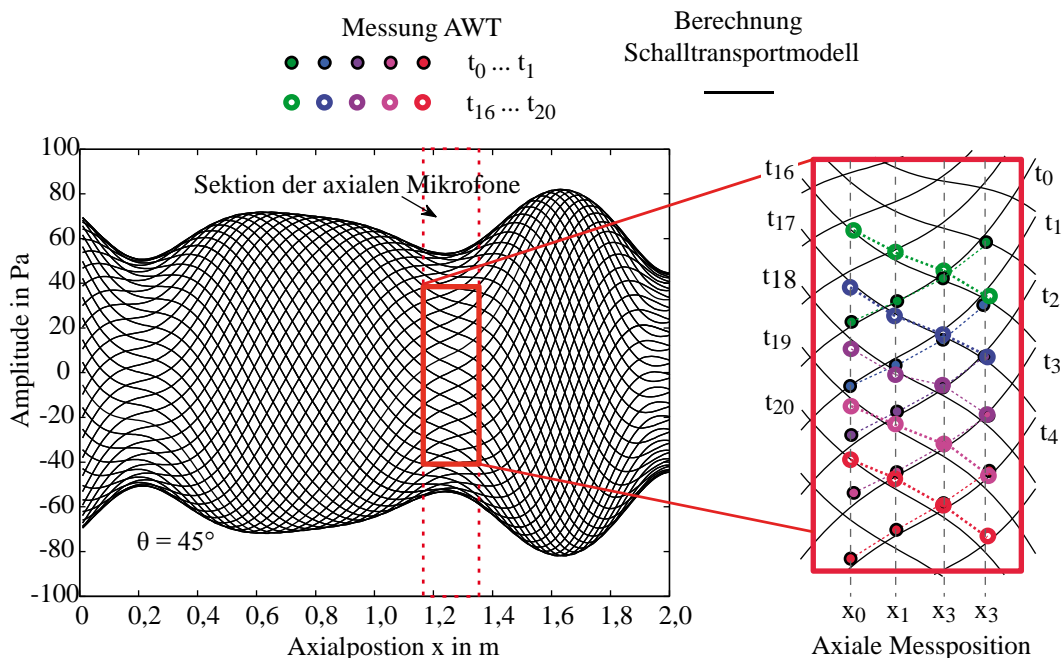 Messung AWT
t0 ... t1
t16 ... t20
Berechnung
Schalltransportmodell
Amplitude in Pa
100
80
60
40
20
0
-20
-40
-60
-80
-100
Sektion der axialen Mikrofone
θ = 45°
0 0,2 0,4 0,6 0,8 1,0 1,2 1,4 1,6 1,8 2,0
Axialpostion x in m
t16
t17
t18
t19
t20
t0
t1
t2
t3
t4
x0 x1 x3 x3
Axiale Messposition